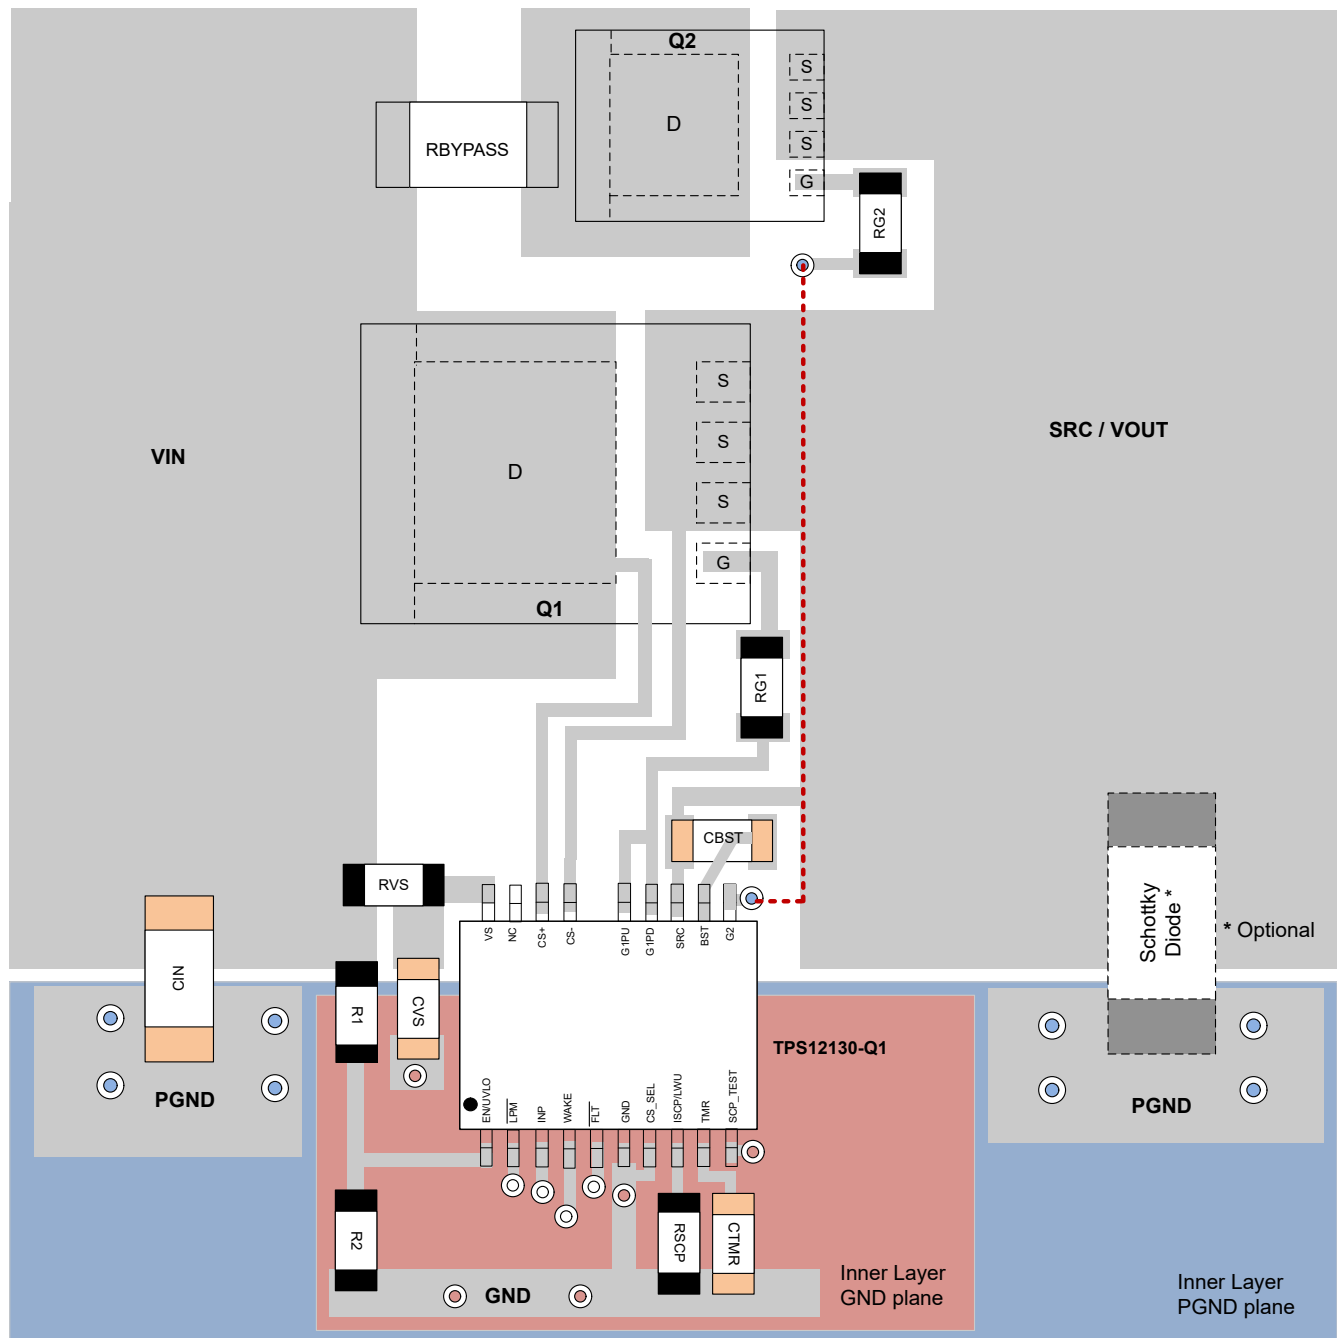 Q2
S
S
S
G
D
RBYPASS
RG2
S
S
S
G
D
Q1
VIN
SRC / VOUT
RG1
CBST
RVS
VS
NC
CS+
CS-
G1PU
G1PD
SRC
BST
G2
Schottky
Diode *
* Optional
CIN
R1
CVS
TPS12130-Q1
PGND
PGND
EN/UVLO
LPM
INP
WAKE
FLT
GND
CS_SEL
ISCP/LWU
TMR
SCP_TEST
R2
RSCP
CTMR
GND
Inner Layer
GND plane
Inner Layer
PGND plane